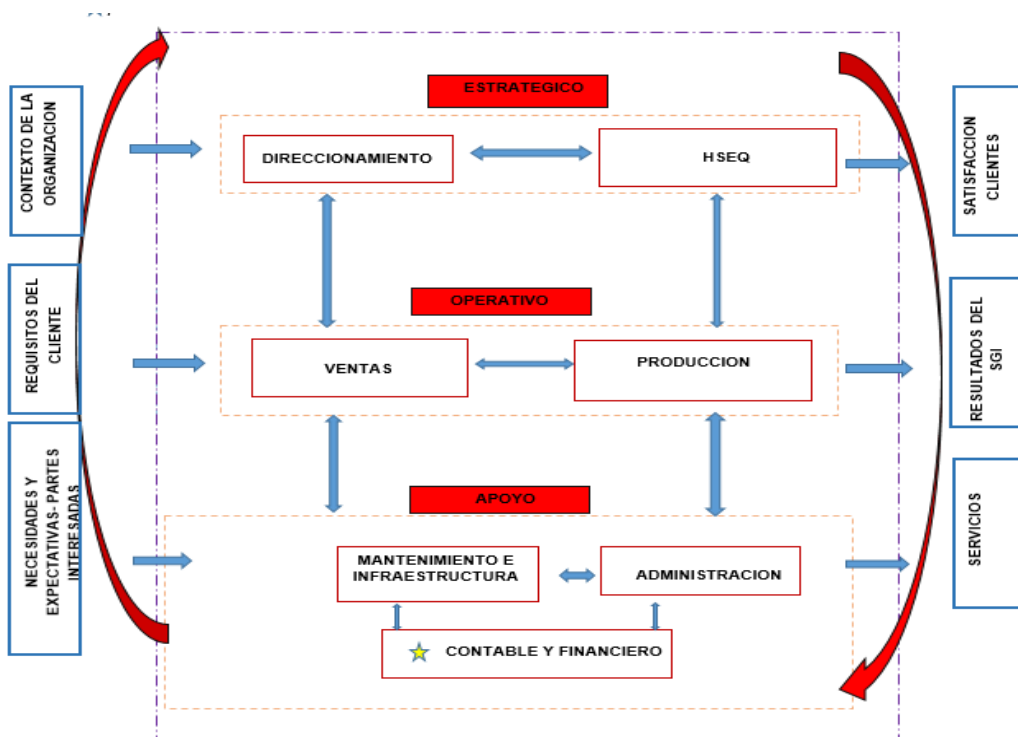 ESTRATEGICO
CONTEXTO DE LA
ORGANIZACION
DIRECCIONAMIENTO
HSEQ
SATISFACCION
CLIENTES
OPERATIVO
REQUISITOS DEL
CLIENTE
VENTAS
PRODUCCION
RESULTADOS DEL
SGI
APOYO
NECESIDADES Y
EXPECTATIVAS- PARTES
INTERESADAS
MANTENIMIENTO E
INFRAESTRUCTURA
ADMINISTRACION
SERVICIOS
CONTABLE Y FINANCIERO